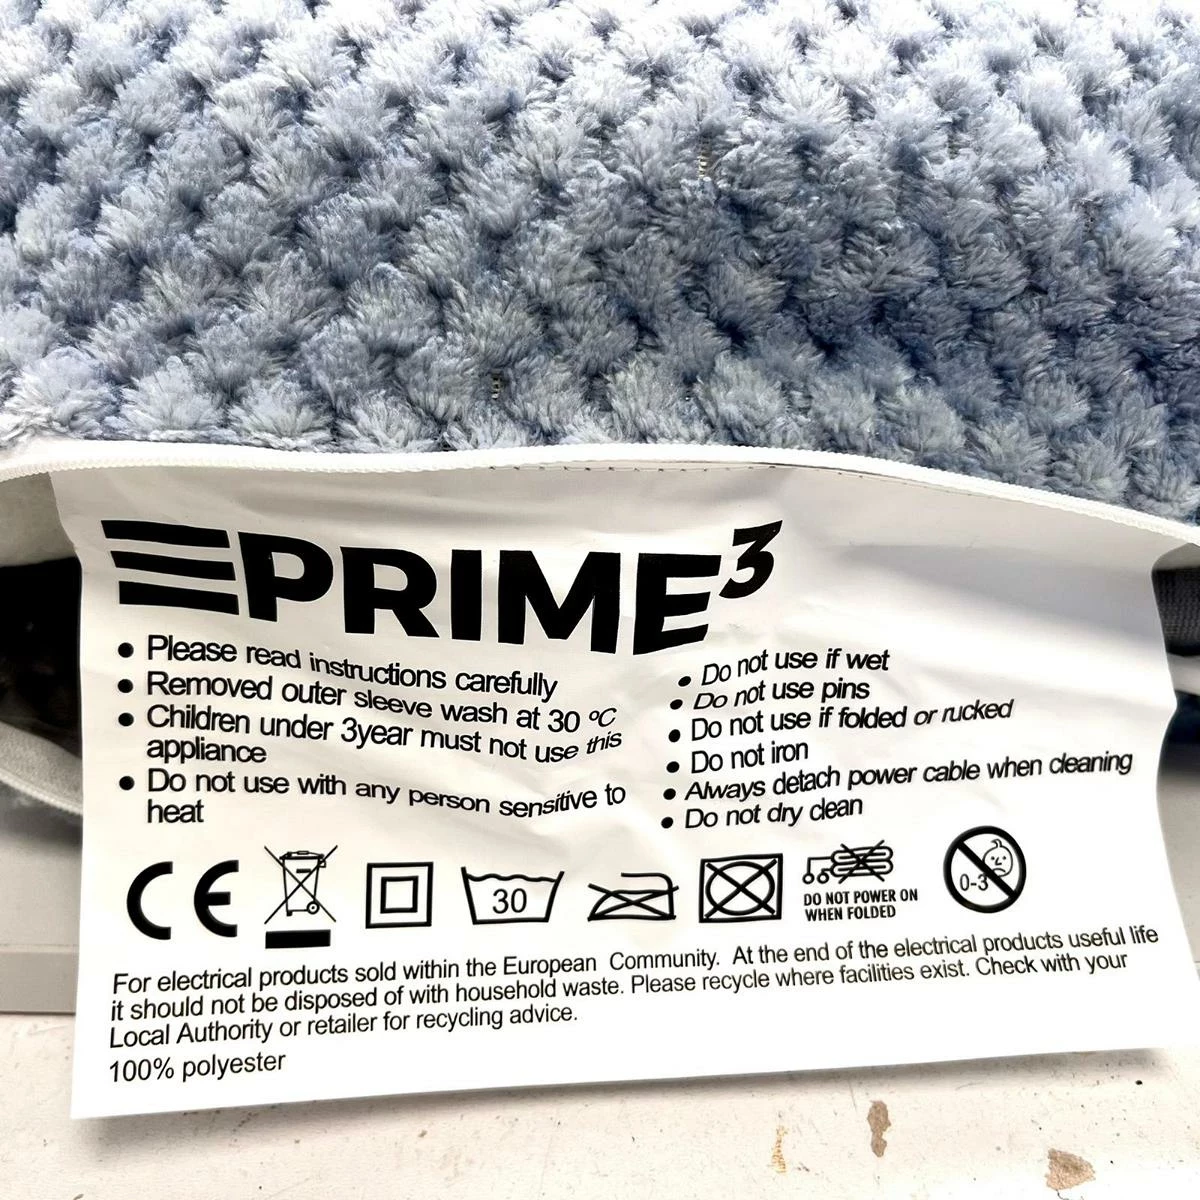 PRIME³
• Please read instructions carefully
• Removed outer sleeve wash at 30 ºC
• Children under 3year must not use this
appliance
• Do not use with any person sensitive to
heat
• Do not use if wet
• Do not use pins
• Do not use if folded or rucked
• Do not iron
• Always detach power cable when cleaning
• Do not dry clean
CE
30
DO NOT POWER ON
WHEN FOLDED
0-3
For electrical products sold within the European Community. At the end of the electrical products useful life
it should not be disposed of with household waste. Please recycle where facilities exist. Check with your
Local Authority or retailer for recycling advice.
100% polyester